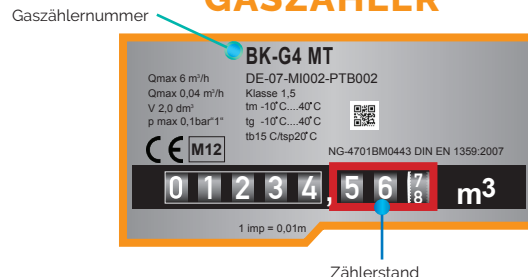 GASZÄHLER
Gaszählernummer
BK-G4 MT
Qmax 6 m³/h
DE-07-MI002-PTB002
Qmax 0,04 m³/h
Klasse 1,5
V 2,0 dm³
tm -10°C....40°C
p max 0,1bar"1"
tg -10°C....40°C
tb15 C/tsp20°C
CE M12
NG-4701BM0443 DIN EN 1359:2007
0 1 2 3 4 , 5 6 7 m³
8
1 imp = 0,01m
Zählerstand